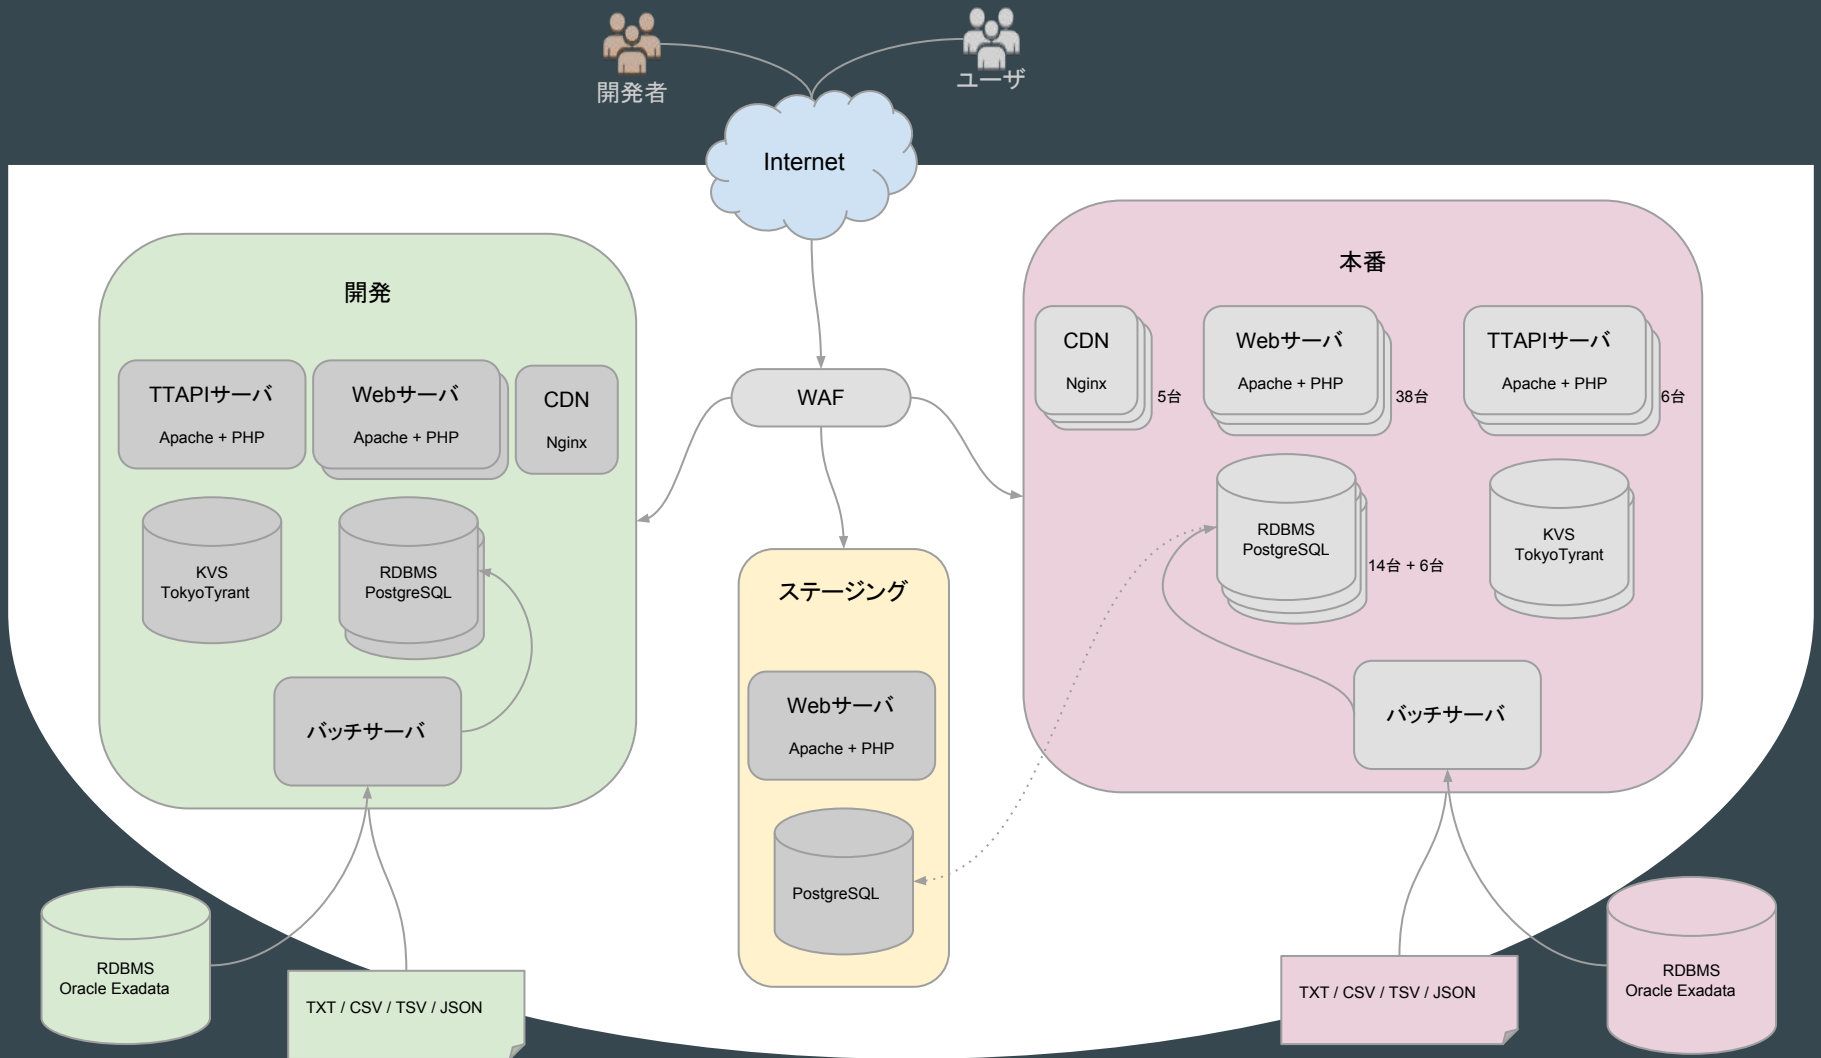 開発者
ユーザ
Internet
WAF
開発
TTAPIサーバ
Apache + PHP
Webサーバ
Apache + PHP
CDN
Nginx
KVS
TokyoTyrant
RDBMS
PostgreSQL
バッチサーバ
RDBMS
Oracle Exadata
TXT / CSV / TSV / JSON
ステージング
Webサーバ
Apache + PHP
PostgreSQL
本番
CDN
Nginx
5台
Webサーバ
Apache + PHP
38台
TTAPIサーバ
Apache + PHP
6台
RDBMS
PostgreSQL
14台 + 6台
KVS
TokyoTyrant
バッチサーバ
TXT / CSV / TSV / JSON
RDBMS
Oracle Exadata